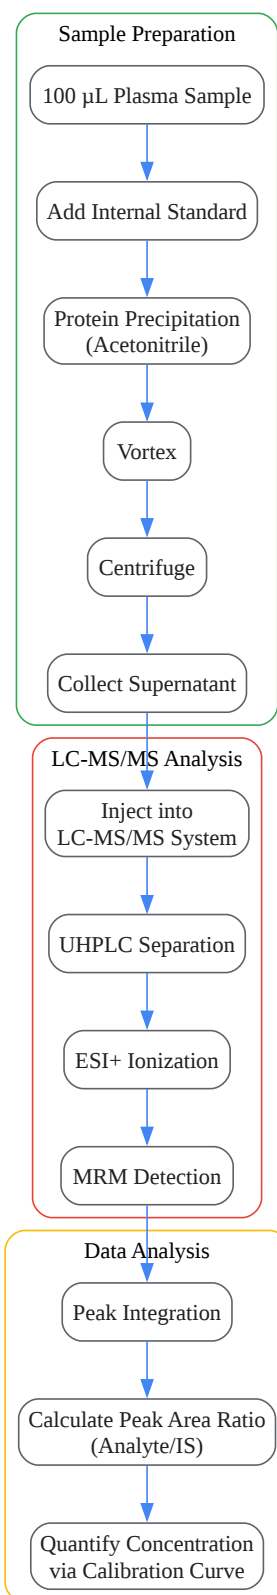 Sample Preparation
100 µL Plasma Sample
Add Internal Standard
Protein Precipitation
(Acetonitrile)
Vortex
Centrifuge
Collect Supernatant
LC-MS/MS Analysis
Inject into
LC-MS/MS System
UHPLC Separation
ESI+ Ionization
MRM Detection
Data Analysis
Peak Integration
Calculate Peak Area Ratio
(Analyte/IS)
Quantify Concentration
via Calibration Curve